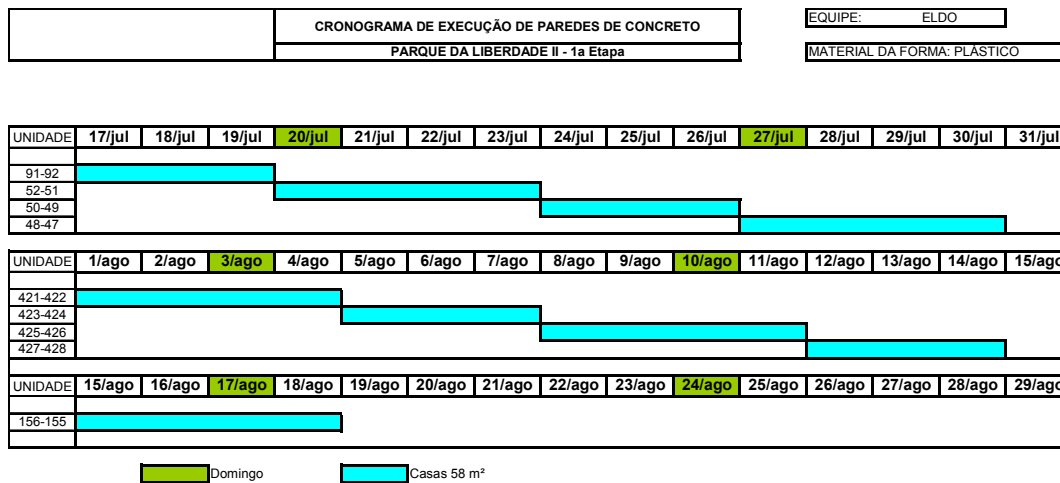 CRONOGRAMA DE EXECUÇÃO DE PAREDES DE CONCRETO
PARQUE DA LIBERDADE II - 1a Etapa
EQUIPE: ELDO
MATERIAL DA FORMA: PLÁSTICO
UNIDADE 17/jul 18/jul 19/jul 20/jul 21/jul 22/jul 23/jul 24/jul 25/jul 26/jul 27/jul 28/jul 29/jul 30/jul 31/jul
91-92
52-51
50-49
48-47
UNIDADE 1/ago 2/ago 3/ago 4/ago 5/ago 6/ago 7/ago 8/ago 9/ago 10/ago 11/ago 12/ago 13/ago 14/ago 15/ago
421-422
423-424
425-426
427-428
UNIDADE 15/ago 16/ago 17/ago 18/ago 19/ago 20/ago 21/ago 22/ago 23/ago 24/ago 25/ago 26/ago 27/ago 28/ago 29/ago
156-155
Domingo Casas 58 m²